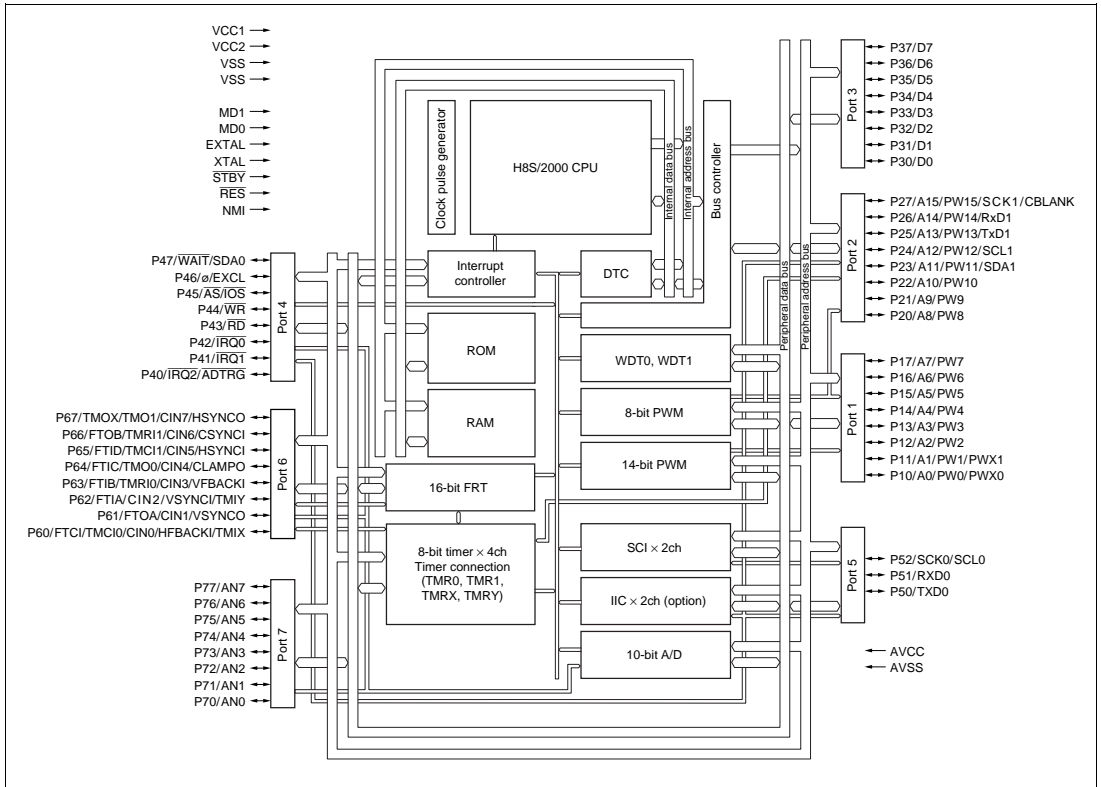 VCC1
VCC2
VSS
VSS
MD1
MD0
EXTAL
XTAL
STBY
RES
NMI
P47/WAIT/SDA0
P46/ø/EXCL
P45/AS/IOS
P44/WR
P43/RD
P42/IRQ0
P41/IRQ1
P40/IRQ2/ADTRG
Port 4
P67/TMOX/TMO1/CIN7/HSYNCO
P66/FTOB/TMRI1/CIN6/CSYNCI
P65/FTID/TMCI1/CIN5/HSYNCI
P64/FTIC/TMO0/CIN4/CLAMPO
P63/FTIB/TMRI0/CIN3/VFBACKI
P62/FTIA/CIN2/VSYNCI/TMIY
P61/FTOA/CIN1/VSYNCO
P60/FTCI/TMCI0/CIN0/HFBACKI/TMIX
Port 6
P77/AN7
P76/AN6
P75/AN5
P74/AN4
P73/AN3
P72/AN2
P71/AN1
P70/AN0
Port 7
Clock pulse generator
H8S/2000 CPU
Interrupt
controller
ROM
RAM
16-bit FRT
8-bit timer × 4ch
Timer connection
(TMR0, TMR1,
TMRX, TMRY)
Internal data bus
Internal address bus
Bus controller
DTC
WDT0, WDT1
8-bit PWM
14-bit PWM
SCI × 2ch
IIC × 2ch (option)
10-bit A/D
Peripheral data bus
Peripheral address bus
Port 3
P37/D7
P36/D6
P35/D5
P34/D4
P33/D3
P32/D2
P31/D1
P30/D0
Port 2
P27/A15/PW15/SCK1/CBLANK
P26/A14/PW14/RxD1
P25/A13/PW13/TxD1
P24/A12/PW12/SCL1
P23/A11/PW11/SDA1
P22/A10/PW10
P21/A9/PW9
P20/A8/PW8
Port 1
P17/A7/PW7
P16/A6/PW6
P15/A5/PW5
P14/A4/PW4
P13/A3/PW3
P12/A2/PW2
P11/A1/PW1/PWX1
P10/A0/PW0/PWX0
Port 5
P52/SCK0/SCL0
P51/RXD0
P50/TXD0
AVCC
AVSS